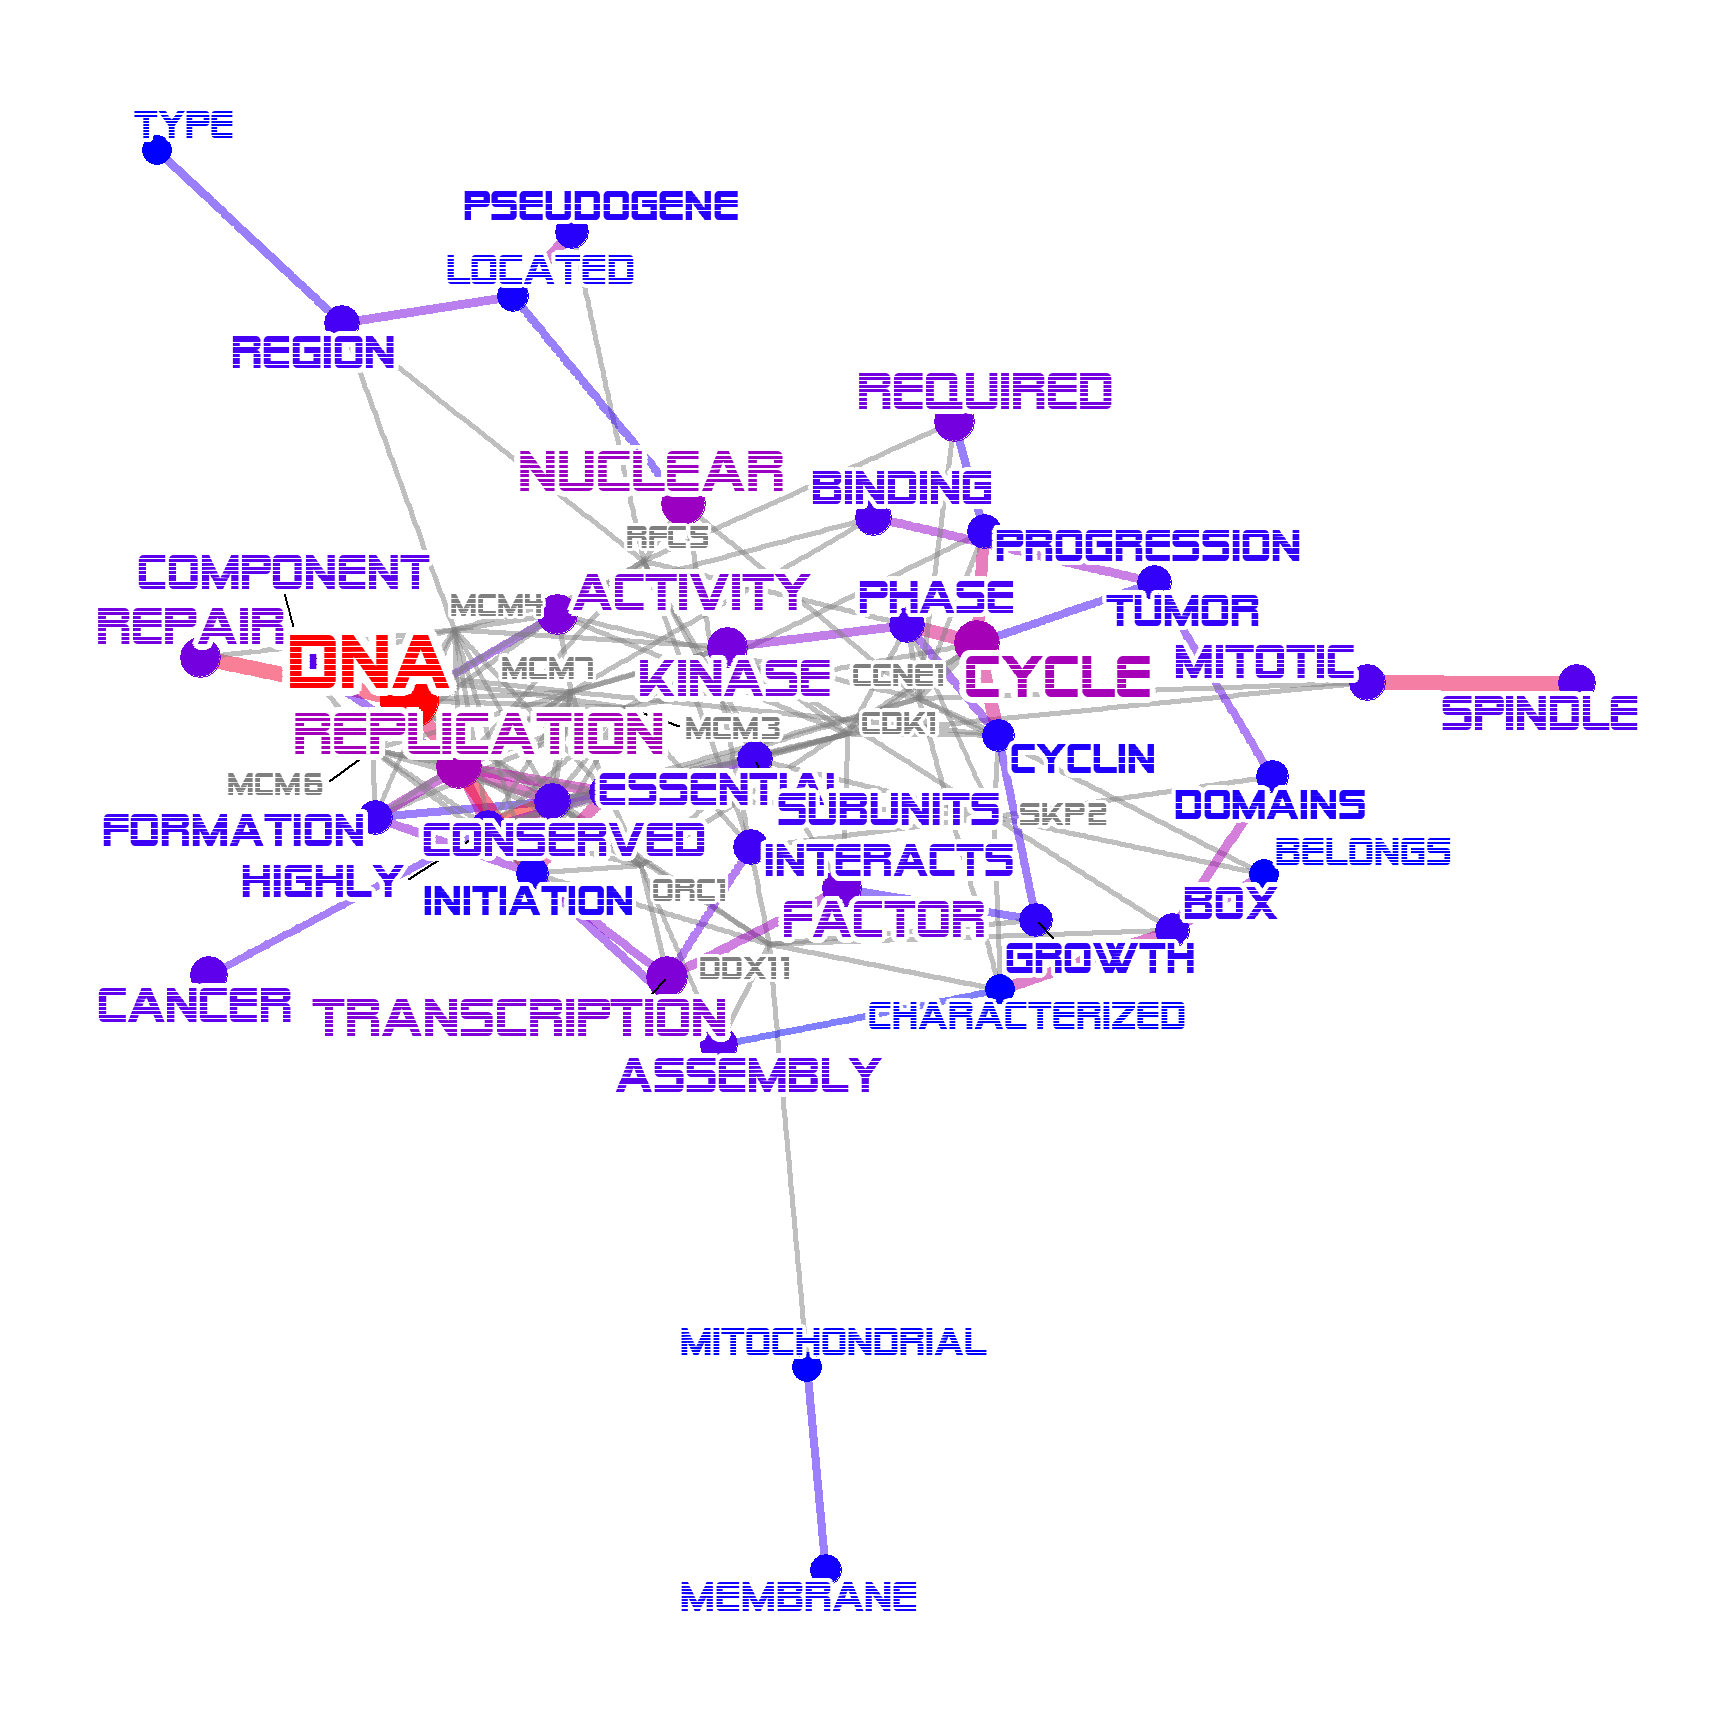 TYPE
PSEUDOGENE
LOCATED
REGION
REQUIRED
NUCLEAR
BINDING
RFC5
PROGRESSION
COMPONENT
ACTIVITY
PHASE
MCM4
TUMOR
REPAIR
DNA
MCM7
KINASE
CCNE1
CYCLE
MITOTIC
SPINDLE
REPLICATION
MCM3
CDK1
CYCLIN
MCM6
ESSENTIAL
SUBUNITS
SKP2
DOMAINS
FORMATION
CONSERVED
INTERACTS
BELONGS
HIGHLY
INITIATION
ORC1
BOX
FACTOR
GROWTH
DDX11
CANCER
TRANSCRIPTION
CHARACTERIZED
ASSEMBLY
MITOCHONDRIAL
MEMBRANE